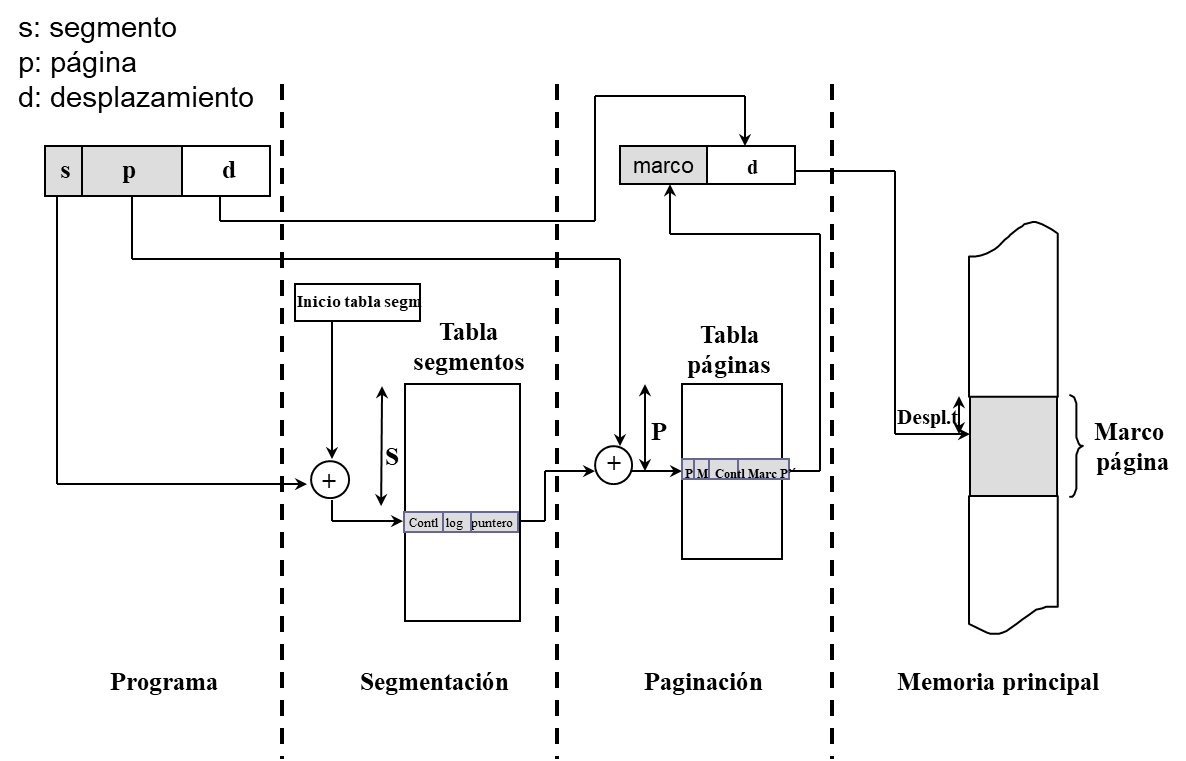 s: segmento
p: página
d: desplazamiento
s p d
marco d
Inicio tabla segm
Tabla
segmentos
Tabla
páginas
S
P
+
+
Contl log puntero
P M Contl Marc P
Despl.t
Marco
página
Programa
Segmentación
Paginación
Memoria principal